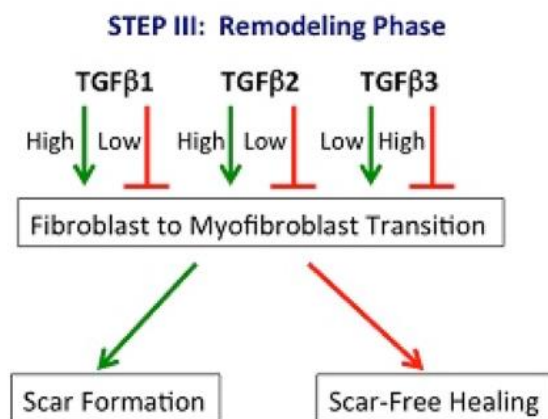 STEP III: Remodeling Phase
TGFβ1 TGFβ2 TGFβ3
High Low High Low Low High
Fibroblast to Myofibroblast Transition
Scar Formation Scar-Free Healing